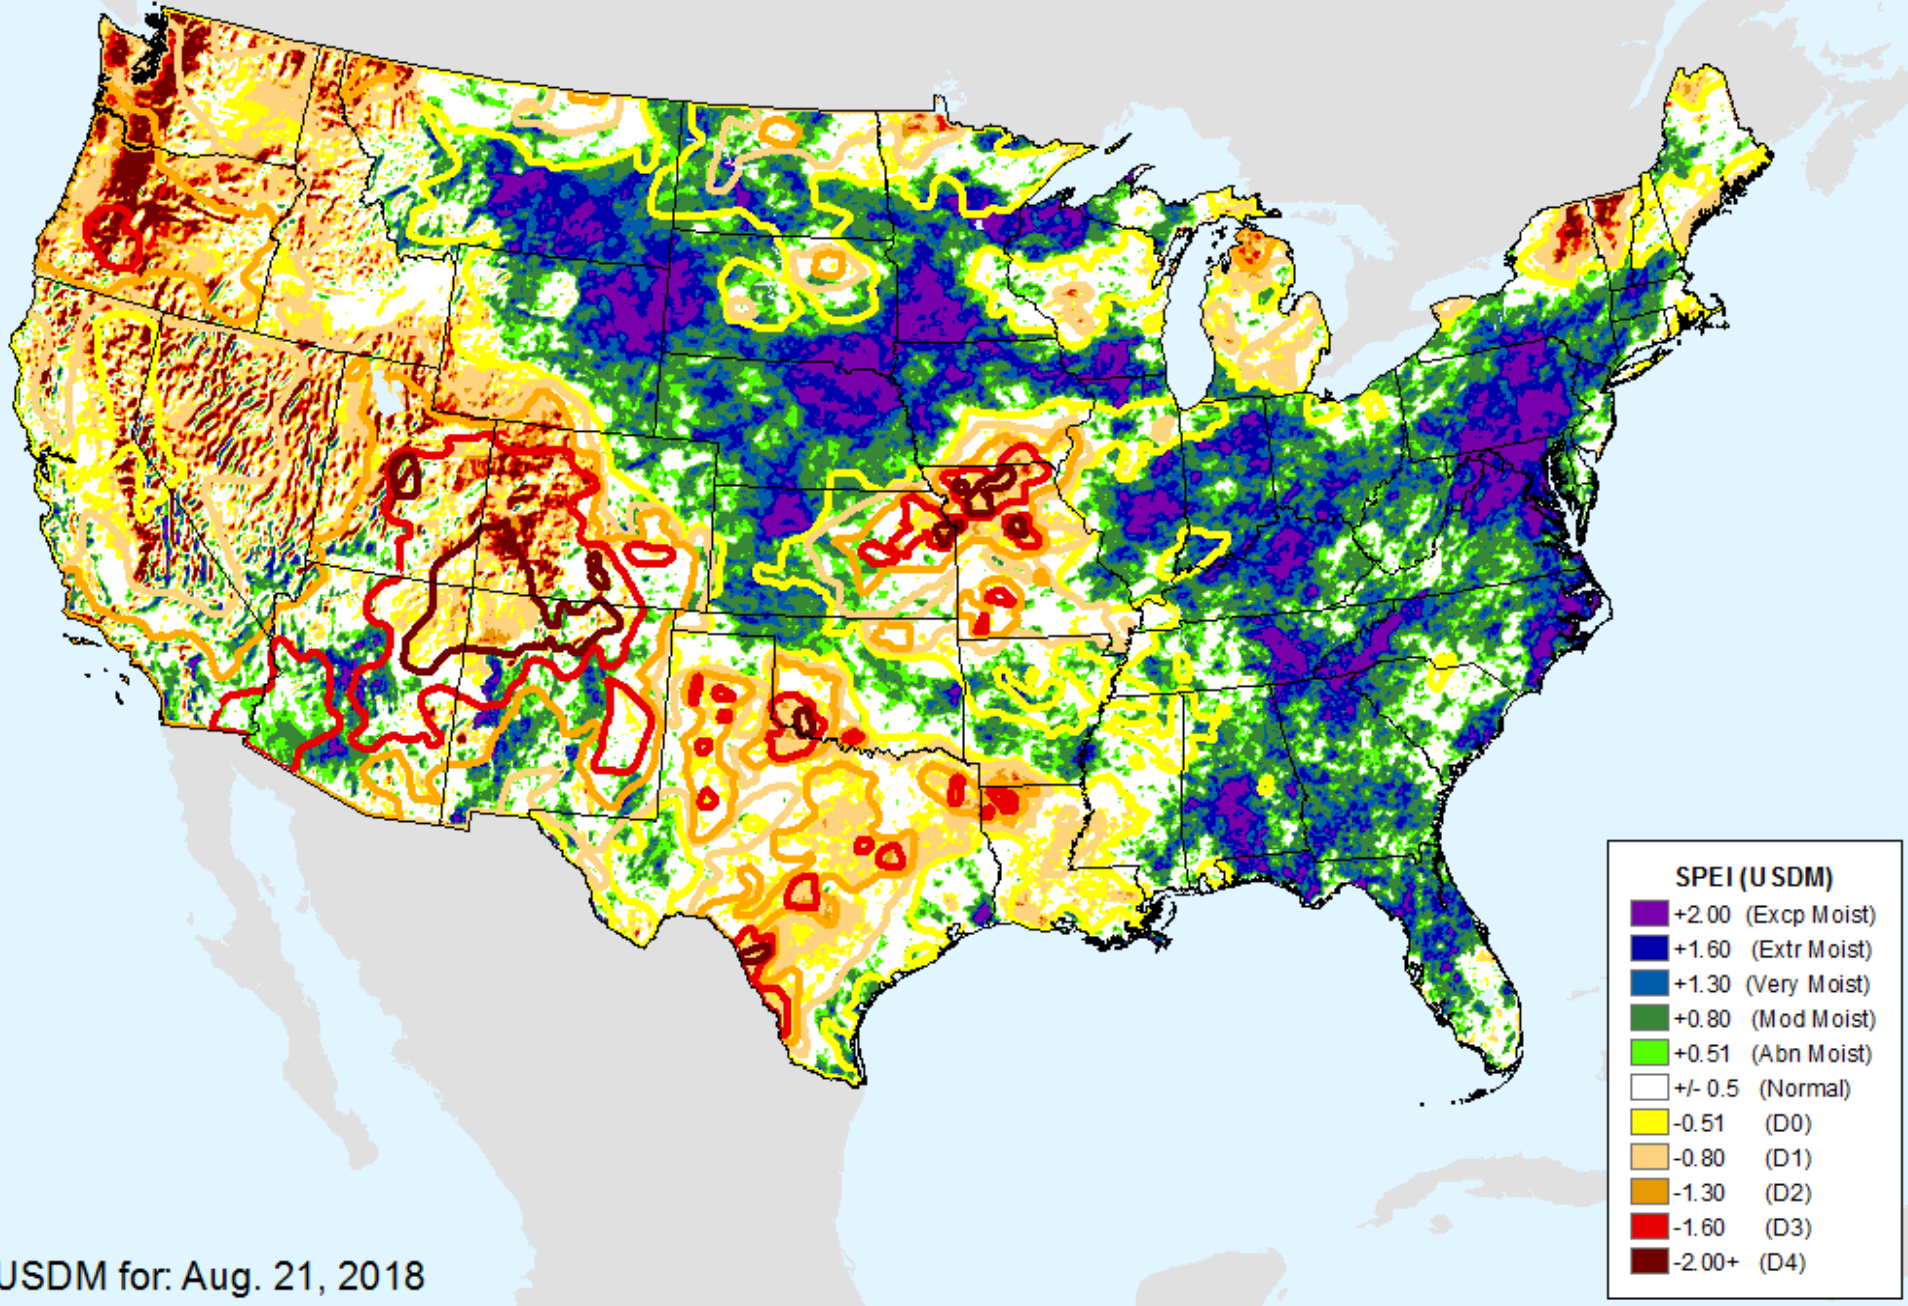 SPEI (USDM)
+2.00 (Excp Moist)
+1.60 (Extr Moist)
+1.30 (Very Moist)
+0.80 (Mod Moist)
+0.51 (Abn Moist)
+/- 0.5 (Normal)
-0.51 (D0)
-0.80 (D1)
-1.30 (D2)
-1.60 (D3)
-2.00+ (D4)
USDM for: Aug. 21, 2018